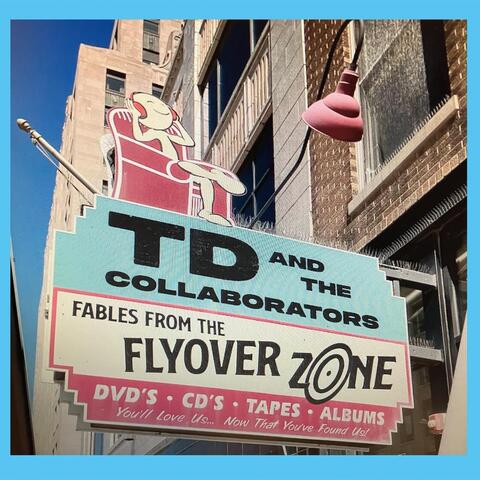 TD AND
THE
COLLABORATORS
FABLES FROM THE
FLYOVER ZONE
DVD'S · CD'S · TAPES · ALBUMS
You'll Love Us... Now That You've Found Us!